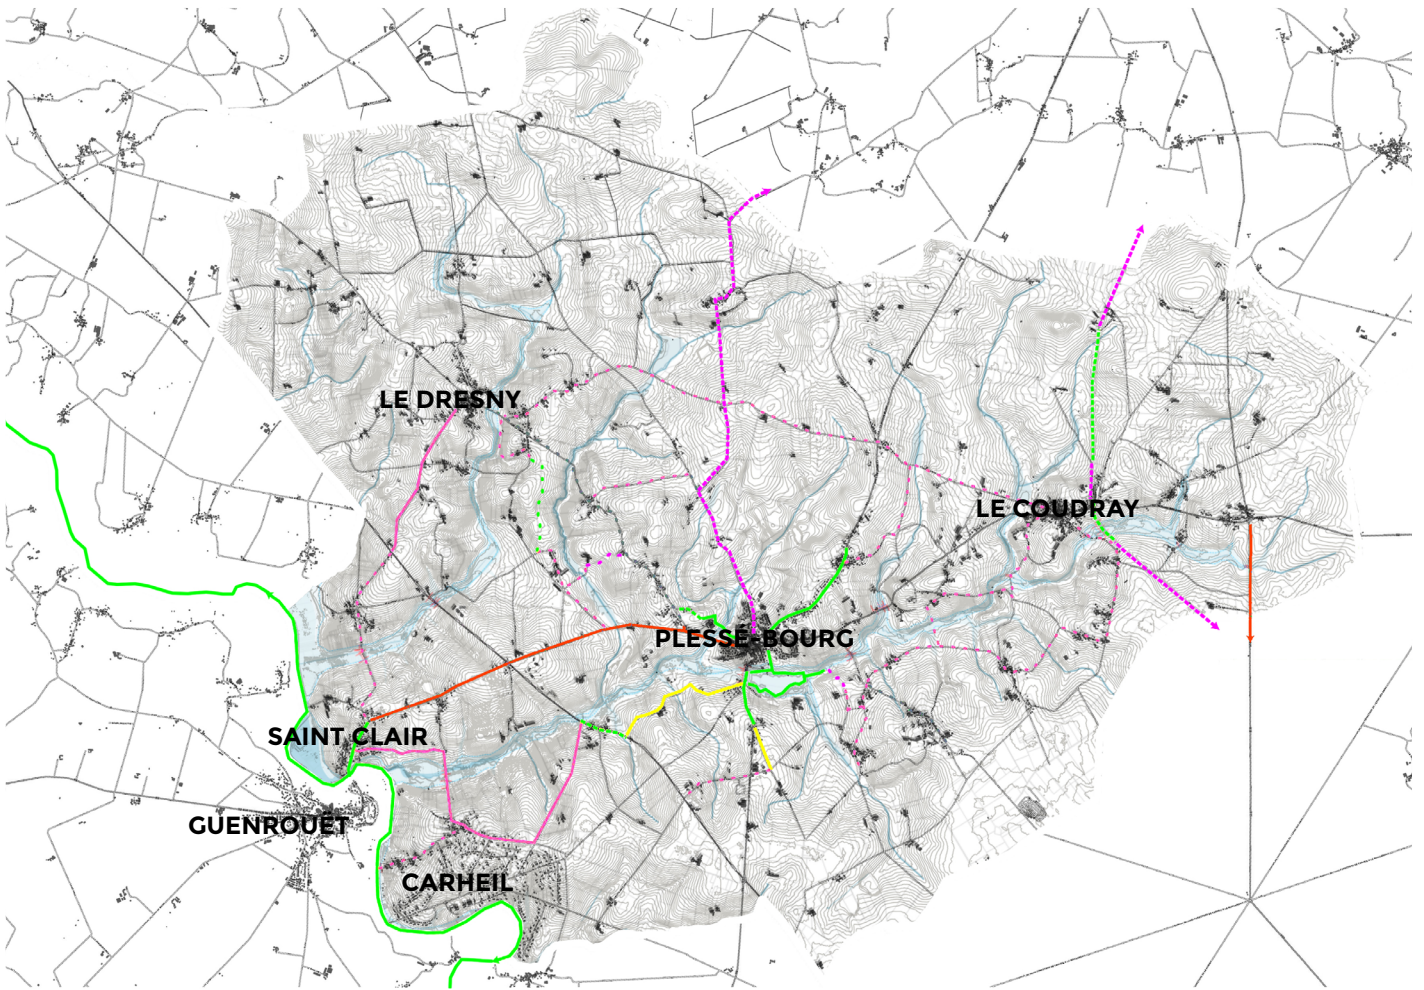 LE DRESNY
LE COUDRAY
PLESSÉ-BOURG
SAINT CLAIR
GUENROUËT
CARHEIL